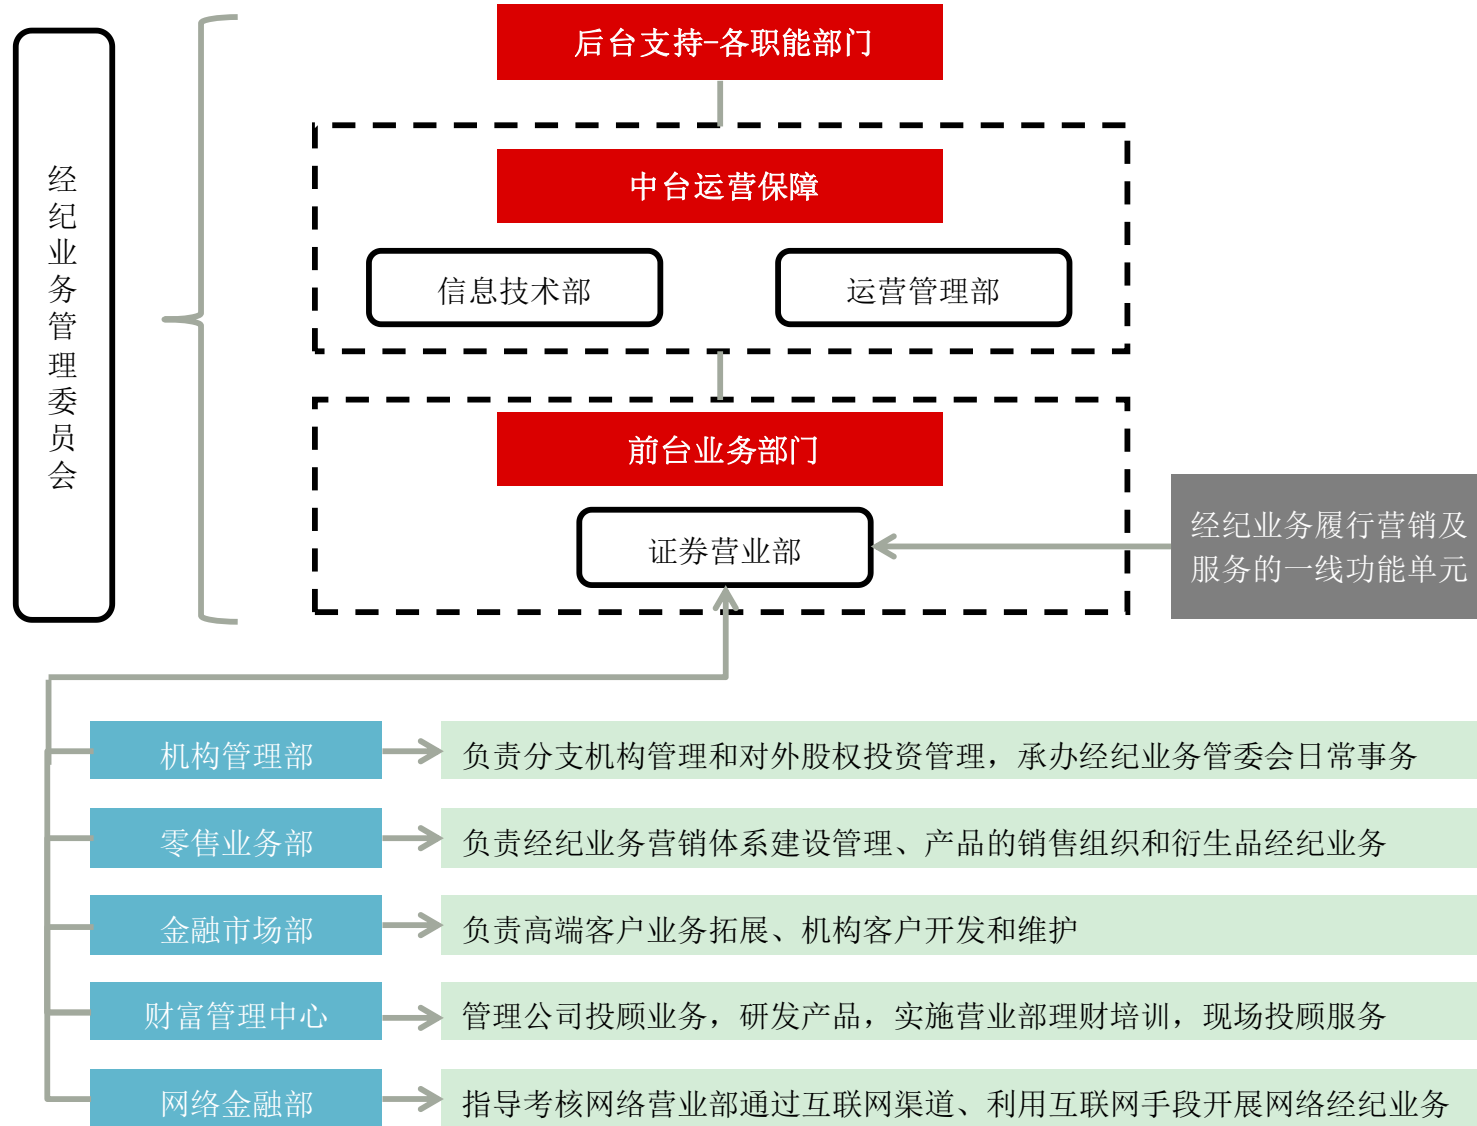 经纪业务管理委员会
后台支持-各职能部门
中台运营保障
信息技术部
运营管理部
前台业务部门
证券营业部
经纪业务履行营销及
服务的一线功能单元
机构管理部
负责分支机构管理和对外股权投资管理，承办经纪业务管委会日常事务
零售业务部
负责经纪业务营销体系建设管理、产品的销售组织和衍生品经纪业务
金融市场部
负责高端客户业务拓展、机构客户开发和维护
财富管理中心
管理公司投顾业务，研发产品，实施营业部理财培训，现场投顾服务
网络金融部
指导考核网络营业部通过互联网渠道、利用互联网手段开展网络经纪业务